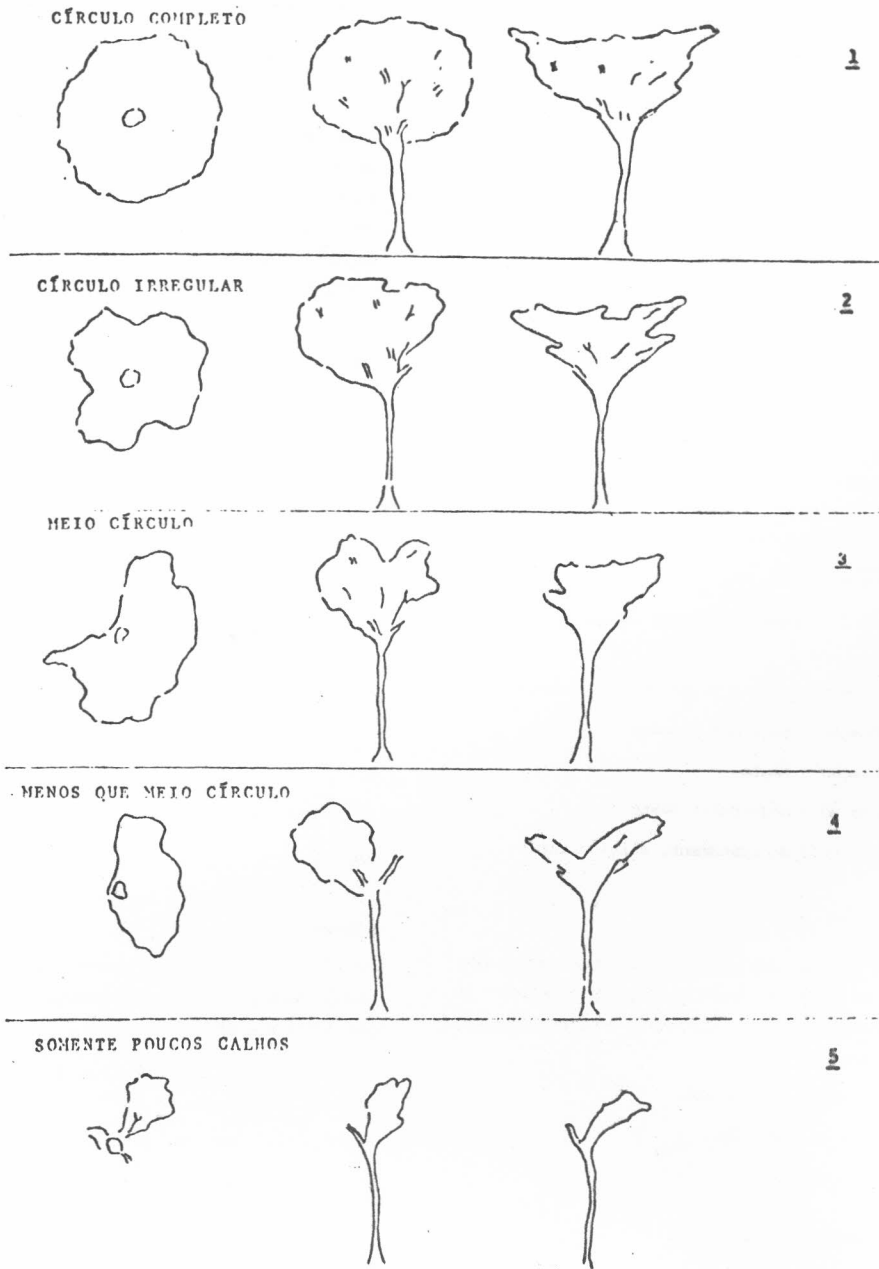 CÍRCULO COMPLETO
1
CÍRCULO IRREGULAR
2
MEIO CÍRCULO
3
MENOS QUE MEIO CÍRCULO
4
SOMENTE POUCOS GALHOS
5